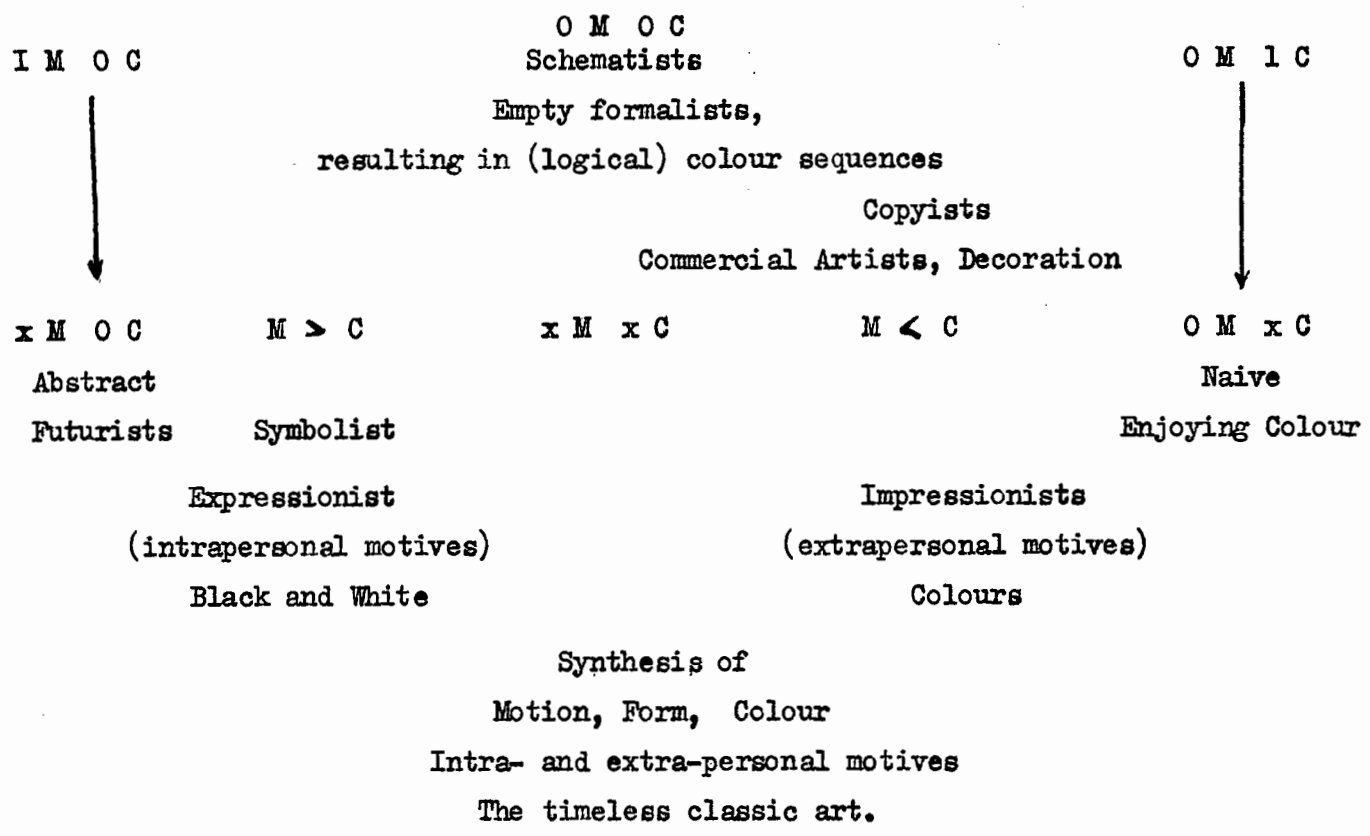 O M O C
I M O C Schematists O M l C
Empty formalists,
resulting in (logical) colour sequences
Copyists
Commercial Artists, Decoration
x M O C M > C x M x C M < C O M x C
Abstract Naive
Futurists Symbolist Enjoying Colour
Expressionist Impressionists
(intrapersonal motives) (extrapersonal motives)
Black and White Colours
Synthesis of
Motion, Form, Colour
Intra- and extra-personal motives
The timeless classic art.